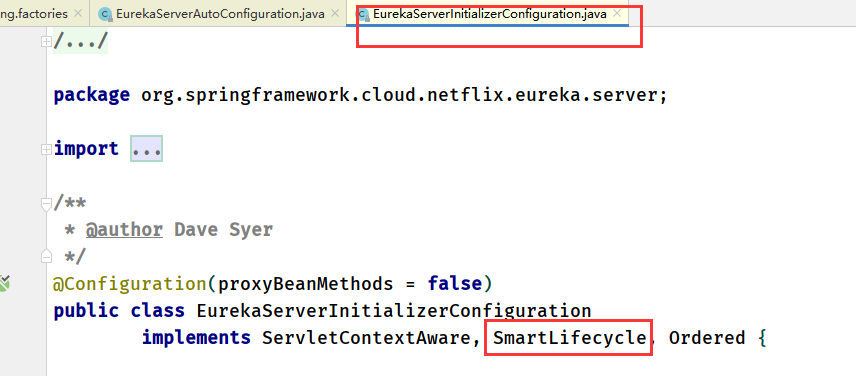 ng.factories × EurekaServerAutoConfiguration.java × EurekaServerInitializerConfiguration.java ×
/.../
package org.springframework.cloud.netflix.eureka.server;
import ...
/**
* @author Dave Syer
*/
@Configuration(proxyBeanMethods = false)
public class EurekaServerInitializerConfiguration
implements ServletContextAware, SmartLifecycle, Ordered {